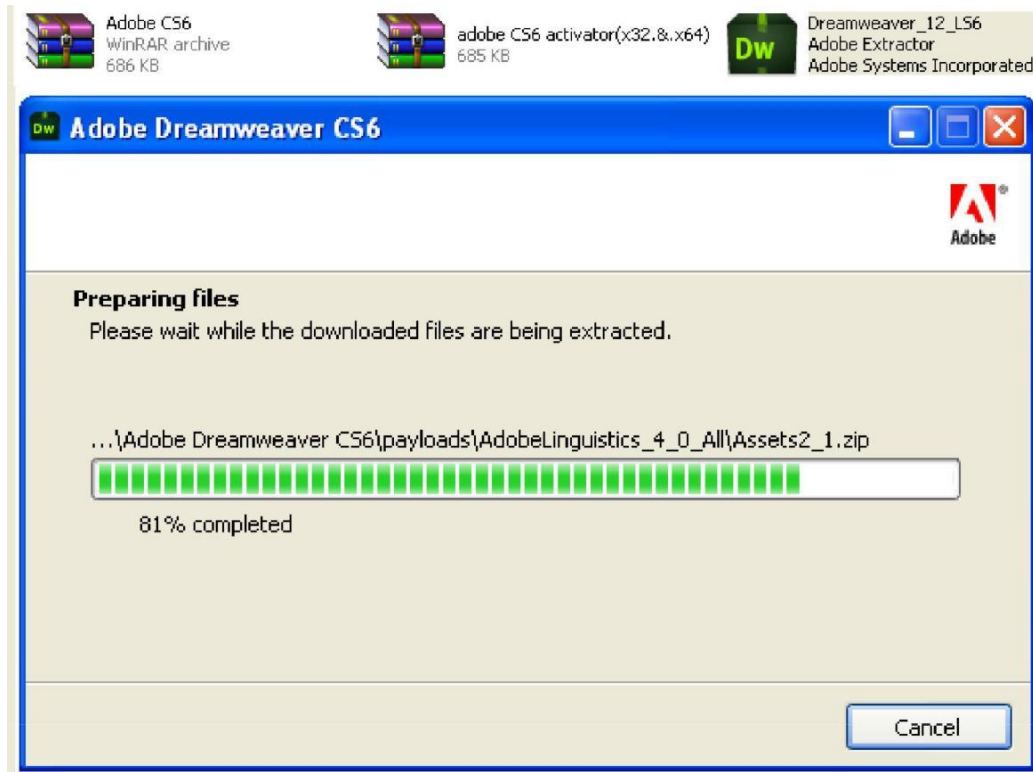 Adobe CS6
WinRAR archive
686 KB
adobe CS6 activator(x32.&.x64)
685 KB
Dw
Dreamweaver_12_LS6
Adobe Extractor
Adobe Systems Incorporated
Dw Adobe Dreamweaver CS6
Adobe
Preparing files
Please wait while the downloaded files are being extracted.
...\Adobe Dreamweaver CS6\payloads\AdobeLinguistics_4_0_All\Assets2_1.zip
81% completed
Cancel